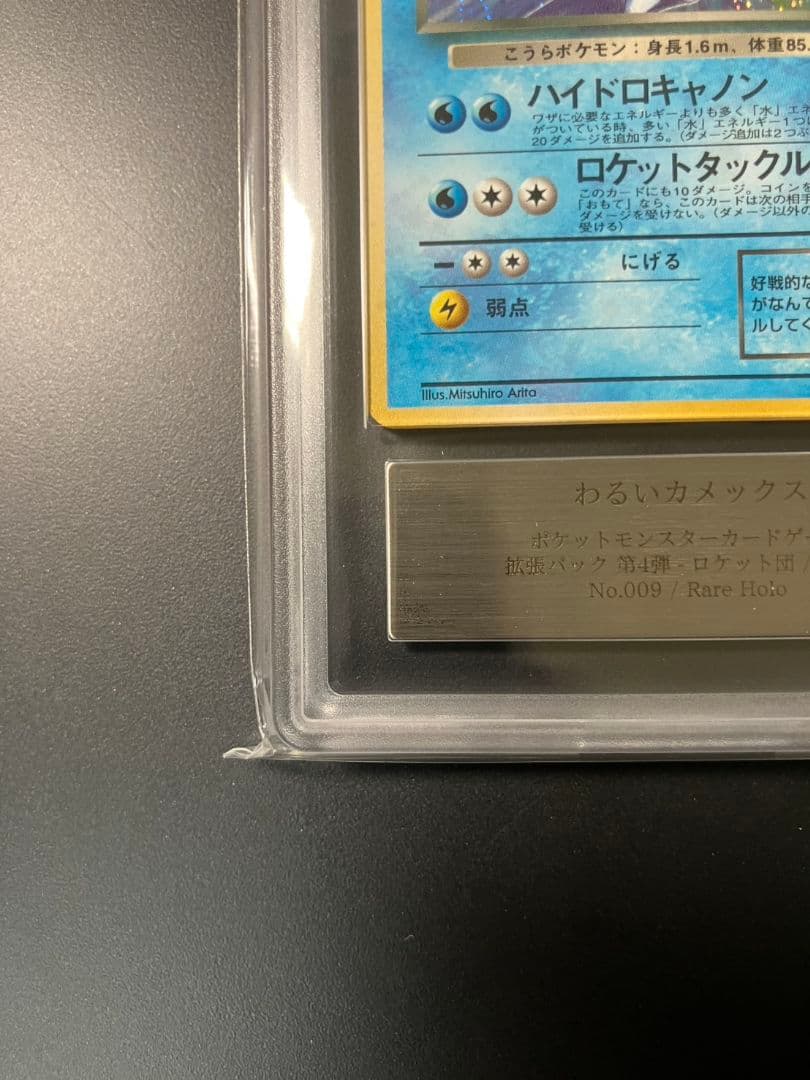 こうらポケモン：身長1.6m、体重85.
ハイドロキャノン
ワザに必要なエネルギーよりも多く「水」エネ
がついている時、多い「水」エネルギー1つに
20ダメージを追加する。（ダメージ追加は2つぶ
ロケットタックル
このカードにも10ダメージ。コインを
「おもて」なら、このカードは次の相手
ダメージを受けない。（ダメージ以外の
受ける）
にげる
弱点
好戦的な
がなんて
ルしてく
Illus.Mitsuhiro Arita
わるいカメックス
ポケットモンスターカードゲー
拡張パック 第4弾 - ロケット団 /
No.009 / Rare Holo